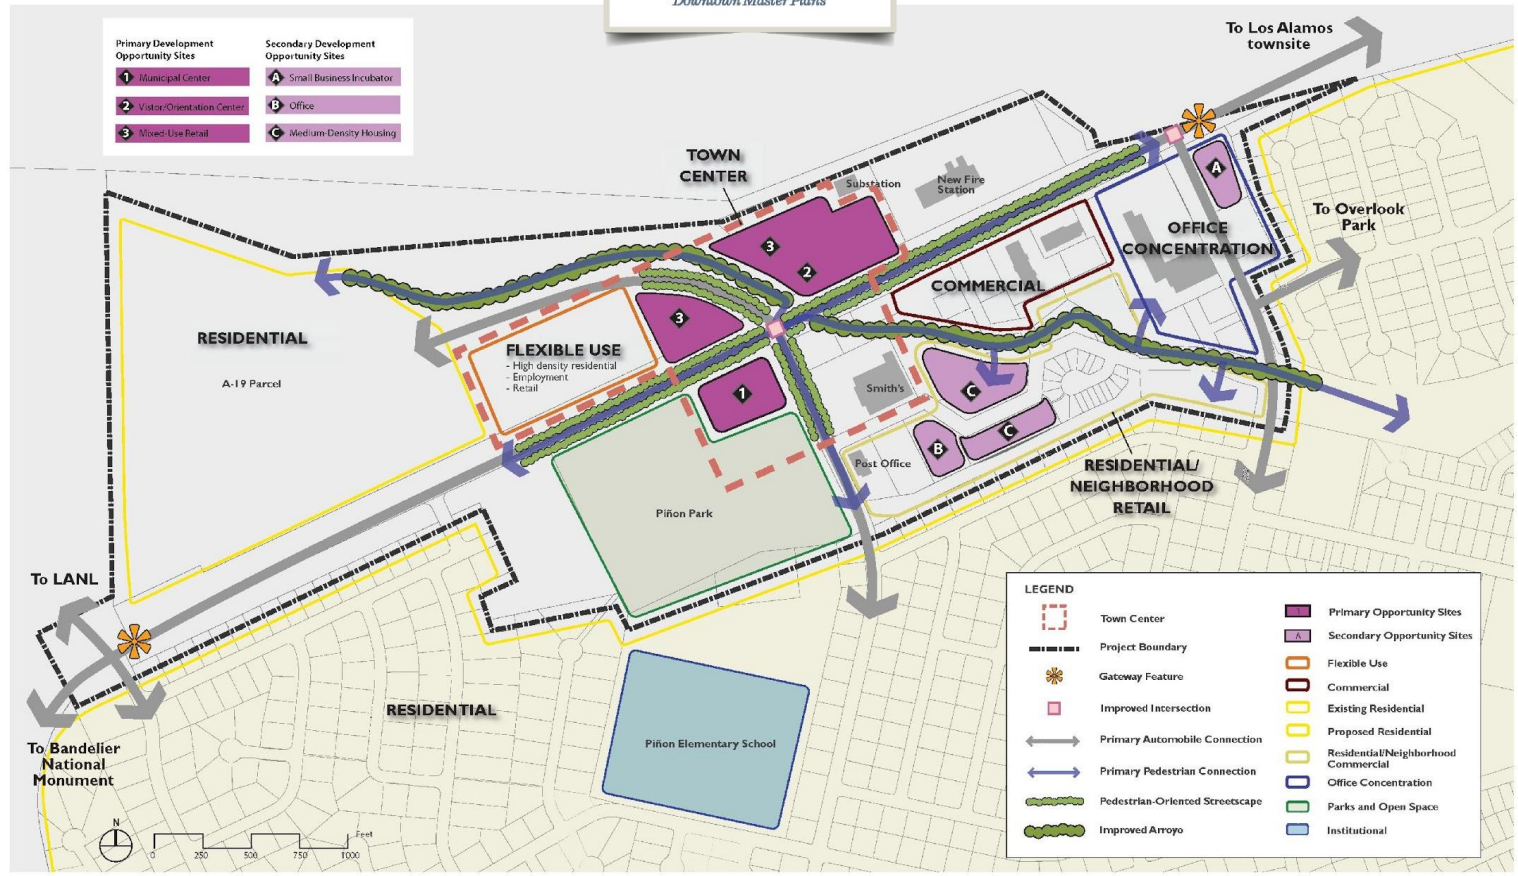 Downtown Master Plans
Primary Development
Opportunity Sites
1 Municipal Center
2 Vistor/Orientation Center
3 Mixed-Use Retail
Secondary Development
Opportunity Sites
A Small Business Incubator
B Office
C Medium-Density Housing
To Los Alamos
townsite
TOWN
CENTER
Substation
New Fire
Station
A
To Overlook
Park
OFFICE
CONCENTRATION
3
2
COMMERCIAL
RESIDENTIAL
A-19 Parcel
3
FLEXIBLE USE
- High density residential
- Employment
- Retail
1
Smith's
C
C
B
Post Office
RESIDENTIAL/
NEIGHBORHOOD
RETAIL
Piñon Park
To LANL
RESIDENTIAL
Piñon Elementary School
To Bandelier
National
Monument
N
Feet
0 250 500 750 1000
LEGEND
Town Center
Project Boundary
Gateway Feature
Improved Intersection
Primary Automobile Connection
Primary Pedestrian Connection
Pedestrian-Oriented Streetscape
Improved Arroyo
1 Primary Opportunity Sites
A Secondary Opportunity Sites
Flexible Use
Commercial
Existing Residential
Proposed Residential
Residential/Neighborhood
Commercial
Office Concentration
Parks and Open Space
Institutional